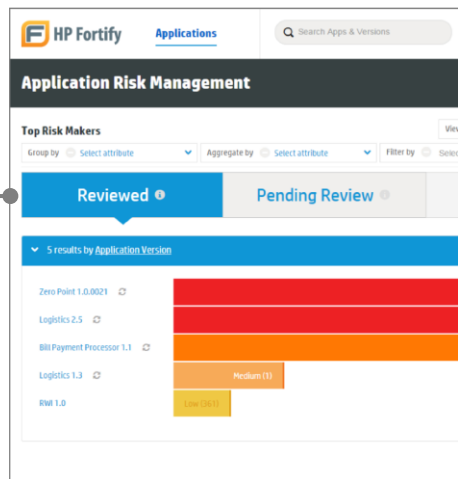 HP Fortify
Applications
Search Apps & Versions
Application Risk Management
Top Risk Makers
Group by Select attribute Aggregate by Select attribute Filter by
Reviewed
Pending Review
5 results by Application Version
Zero Point 1.0.0021
Logistics 2.5
Bill Payment Processor 1.1
Logistics 1.3 Medium (1)
RWI 1.0 Low (261)